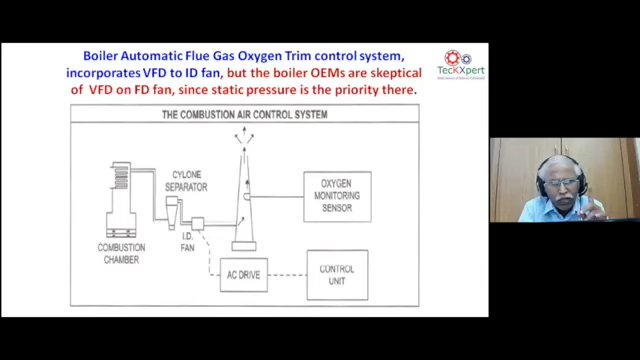 Boiler Automatic Flue Gas Oxygen Trim control system,
incorporates VFD to ID fan, but the boiler OEMs are skeptical
of VFD on FD fan, since static pressure is the priority there.
TecKXpert
THE COMBUSTION AIR CONTROL SYSTEM
CYLONE
SEPARATOR
OXYGEN
MONITORING
SENSOR
I.D.
FAN
COMBUSTION
CHAMBER
AC DRIVE
CONTROL
UNIT